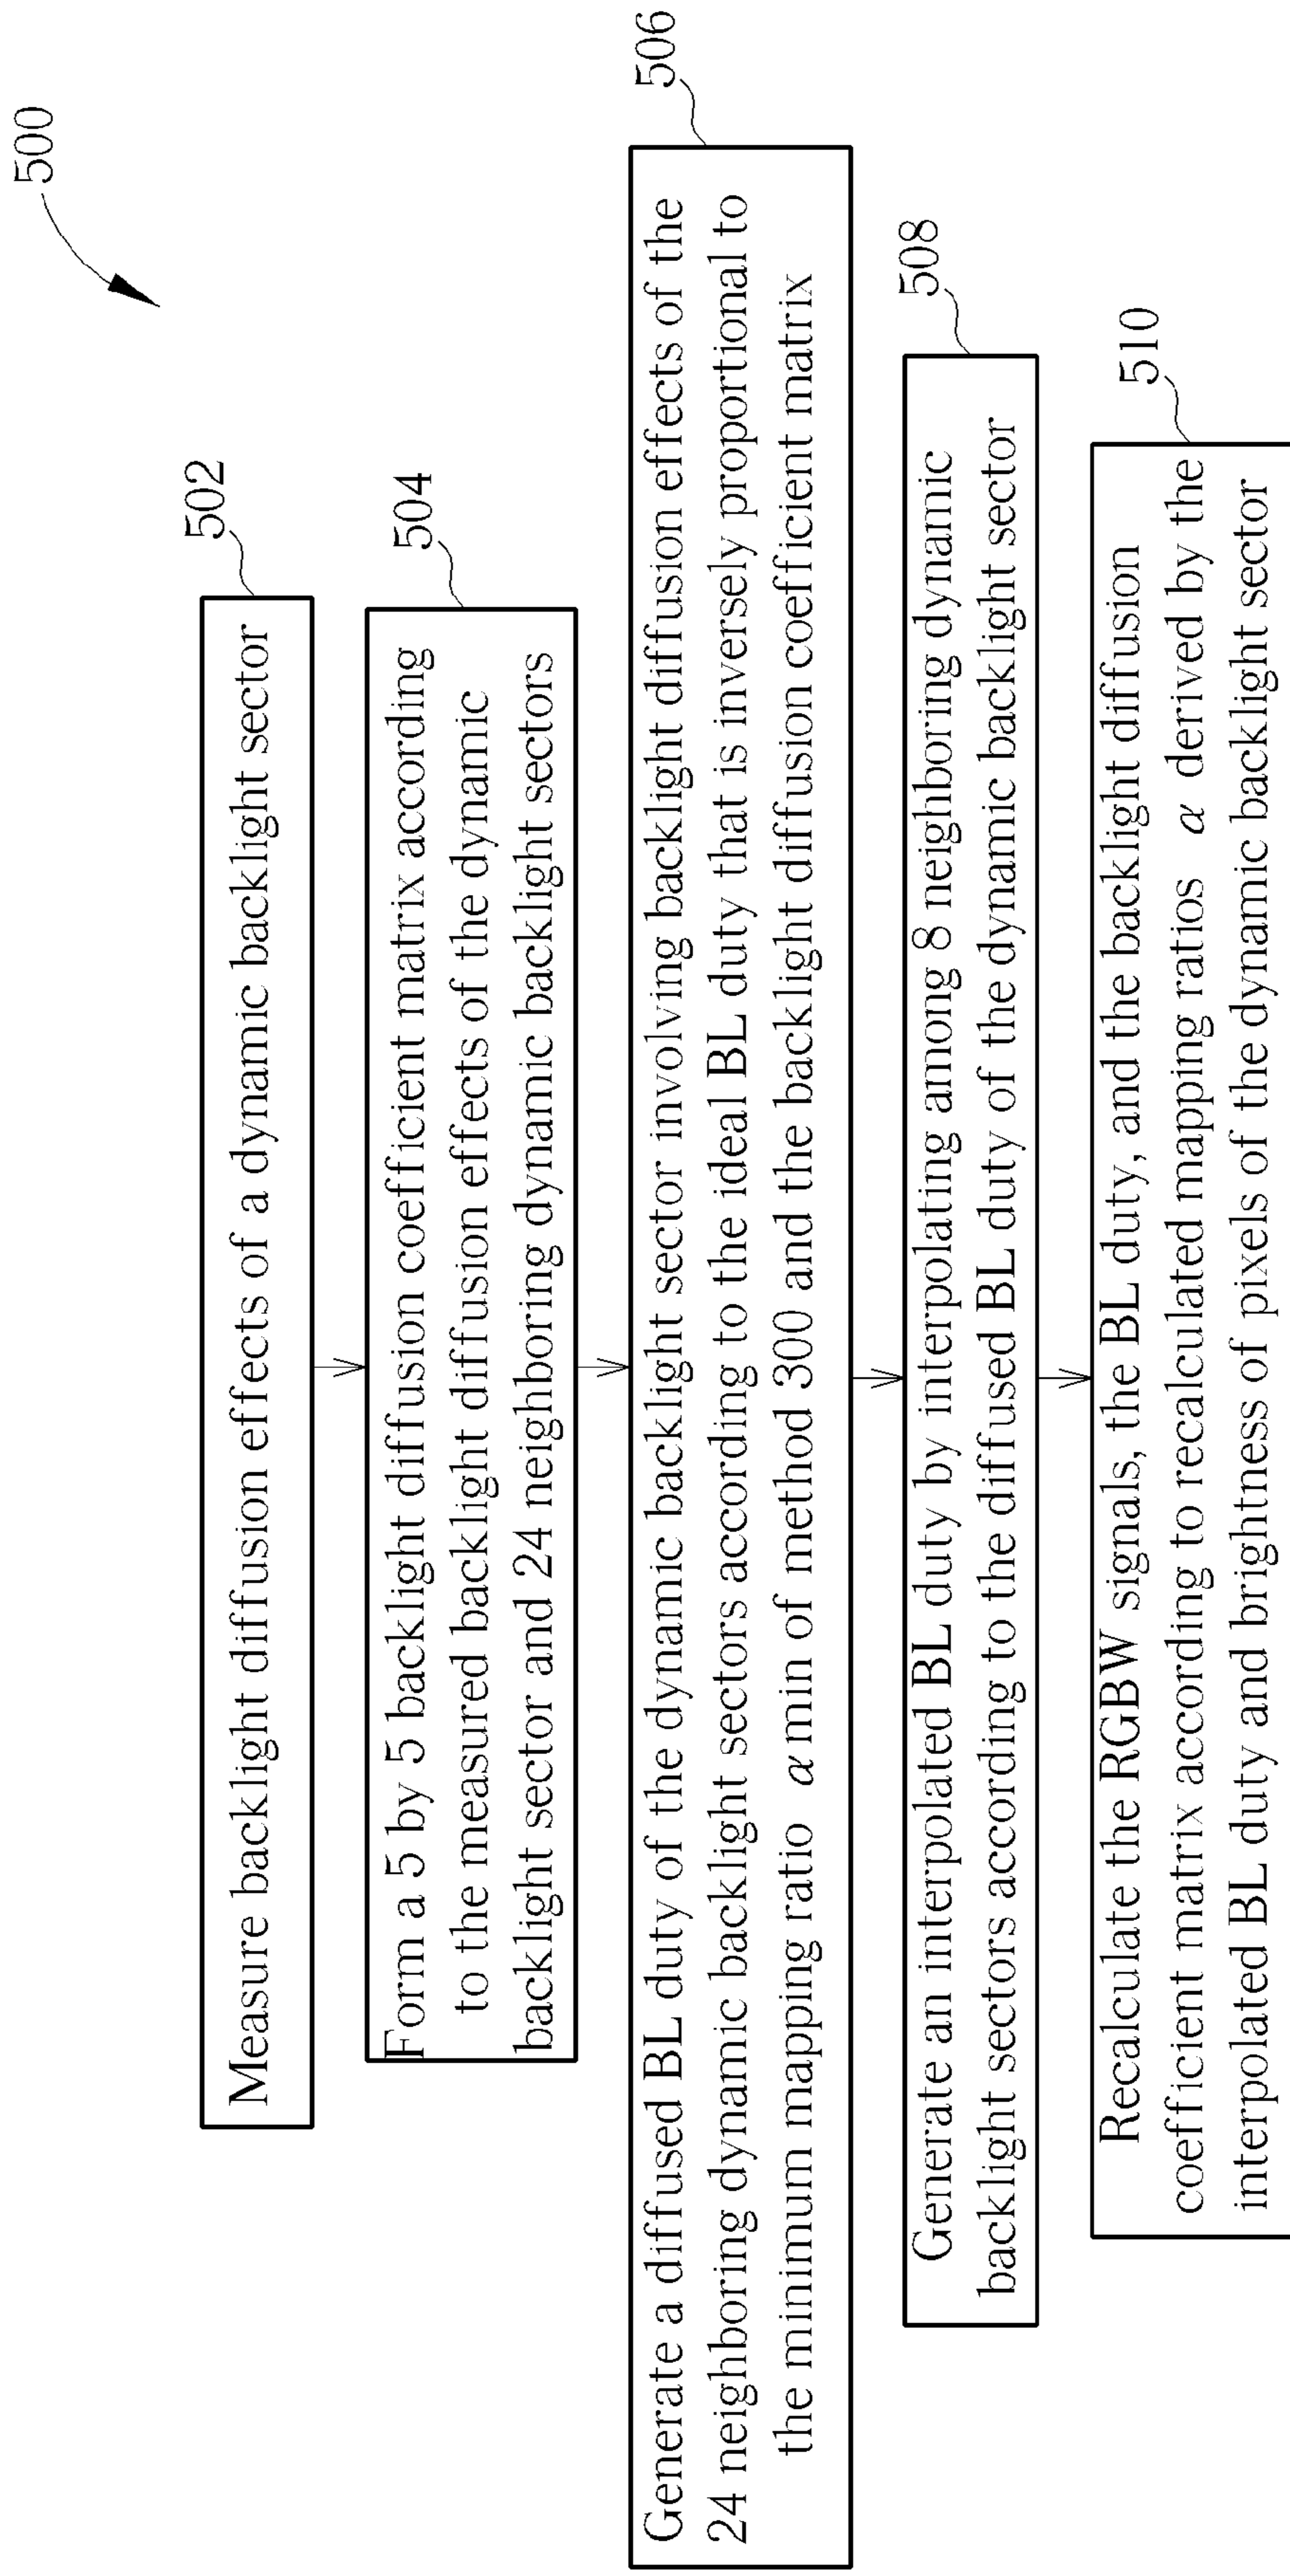 500
502
Measure backlight diffusion effects of a dynamic backlight sector
504
Form a 5 by 5 backlight diffusion coefficient matrix according
to the measured backlight diffusion effects of the dynamic
backlight sector and 24 neighboring dynamic backlight sectors
506
Generate a diffused BL duty of the dynamic backlight sector involving backlight diffusion effects of the
24 neighboring dynamic backlight sectors according to the ideal BL duty that is inversely proportional to
the minimum mapping ratio α min of method 300 and the backlight diffusion coefficient matrix
508
Generate an interpolated BL duty by interpolating among 8 neighboring dynamic
backlight sectors according to the diffused BL duty of the dynamic backlight sector
510
Recalculate the RGBW signals, the BL duty, and the backlight diffusion
coefficient matrix according to recalculated mapping ratios α derived by the
interpolated BL duty and brightness of pixels of the dynamic backlight sector